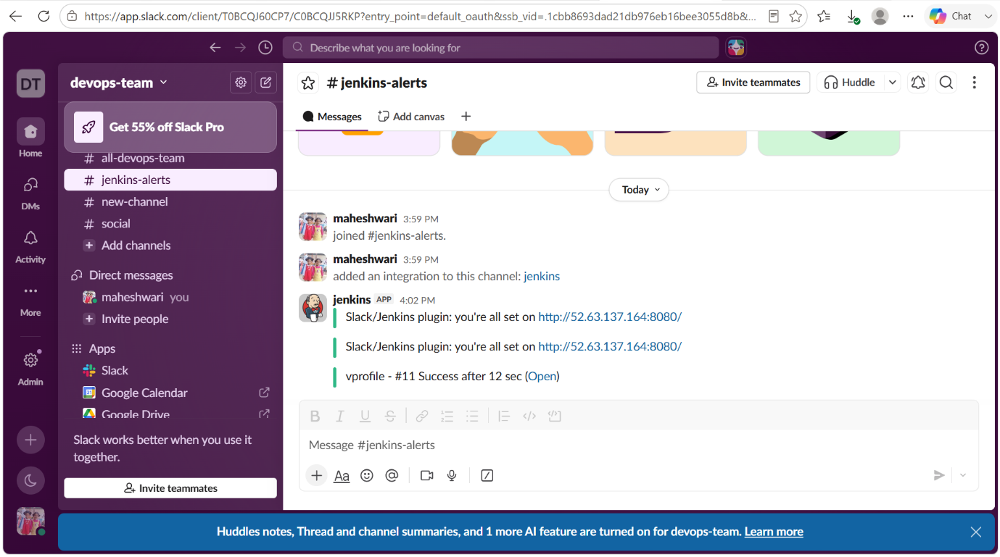 https://app.slack.com/client/T0BCQJ60CP7/C0BCQJJ5RKP?entry_point=default_oauth&ssb_vid=.1cbb8693dad21db976eb16bee3055d8b&...
Chat
Describe what you are looking for
DT
Home
DMs
Activity
More
Admin
devops-team
Get 55% off Slack Pro
# all-devops-team
# jenkins-alerts
# new-channel
# social
+ Add channels
Direct messages
maheshwari you
+ Invite people
Apps
Slack
31 Google Calendar
Google Drive
Slack works better when you use it
together.
Invite teammates
# jenkins-alerts
Invite teammates
Huddle
Messages
Add canvas
+
Today
maheshwari 3:59 PM
joined #jenkins-alerts.
maheshwari 3:59 PM
added an integration to this channel: jenkins
jenkins APP 4:02 PM
Slack/Jenkins plugin: you're all set on http://52.63.137.164:8080/
Slack/Jenkins plugin: you're all set on http://52.63.137.164:8080/
vprofile - #11 Success after 12 sec (Open)
B I U S
Message #jenkins-alerts
+ Aa @
Huddles notes, Thread and channel summaries, and 1 more AI feature are turned on for devops-team. Learn more